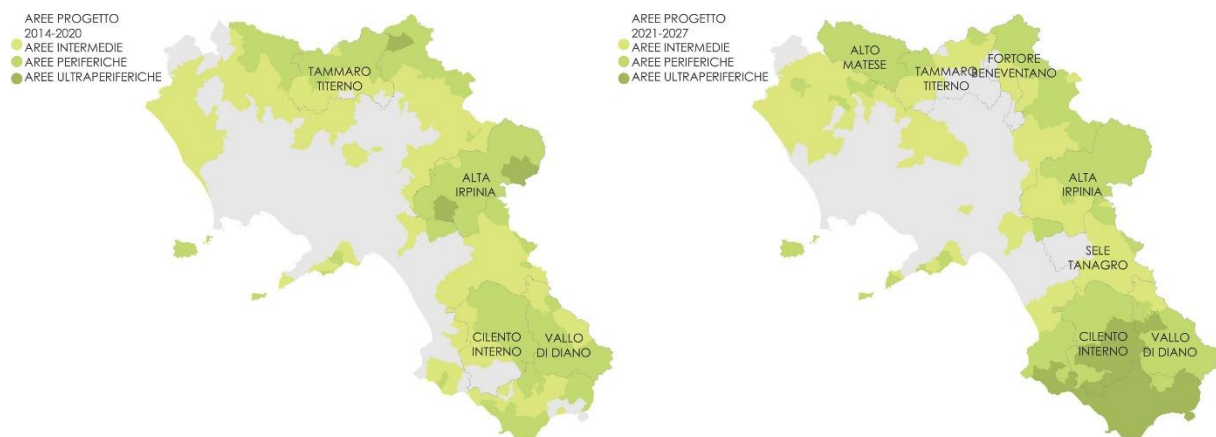 AREE PROGETTO
2014-2020
AREE INTERMEDIE
AREE PERIFERICHE
AREE ULTRAPERIFERICHE
TAMMARO
TITERNO
ALTA
IRPINIA
CILENTO
INTERNO
VALLO
DI DIANO
AREE PROGETTO
2021-2027
AREE INTERMEDIE
AREE PERIFERICHE
AREE ULTRAPERIFERICHE
ALTO
MATESE
TAMMARO
TITERNO
FORTORE
BENEVENTANO
ALTA
IRPINIA
SELE
TANAGRO
CILENTO
INTERNO
VALLO
DI DIANO